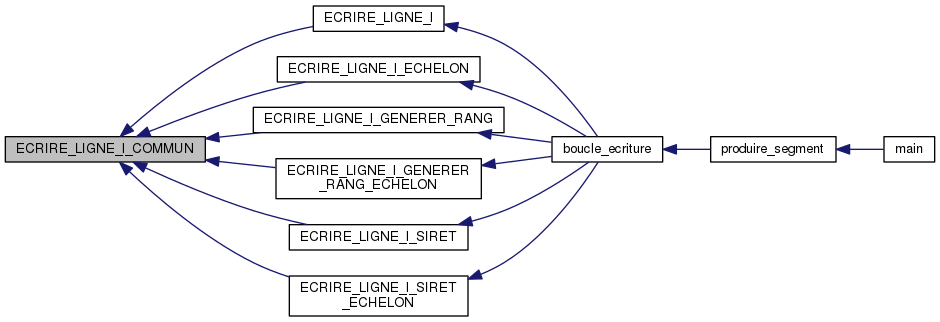 ECRIRE_LIGNE_I
ECRIRE_LIGNE_I_ECHELON
ECRIRE_LIGNE_I_GENERER_RANG
ECRIRE_LIGNE_I_COMMUN
boucle_ecriture
produire_segment
main
ECRIRE_LIGNE_I_GENERER
_RANG_ECHELON
ECRIRE_LIGNE_I_SIRET
ECRIRE_LIGNE_I_SIRET
_ECHELON